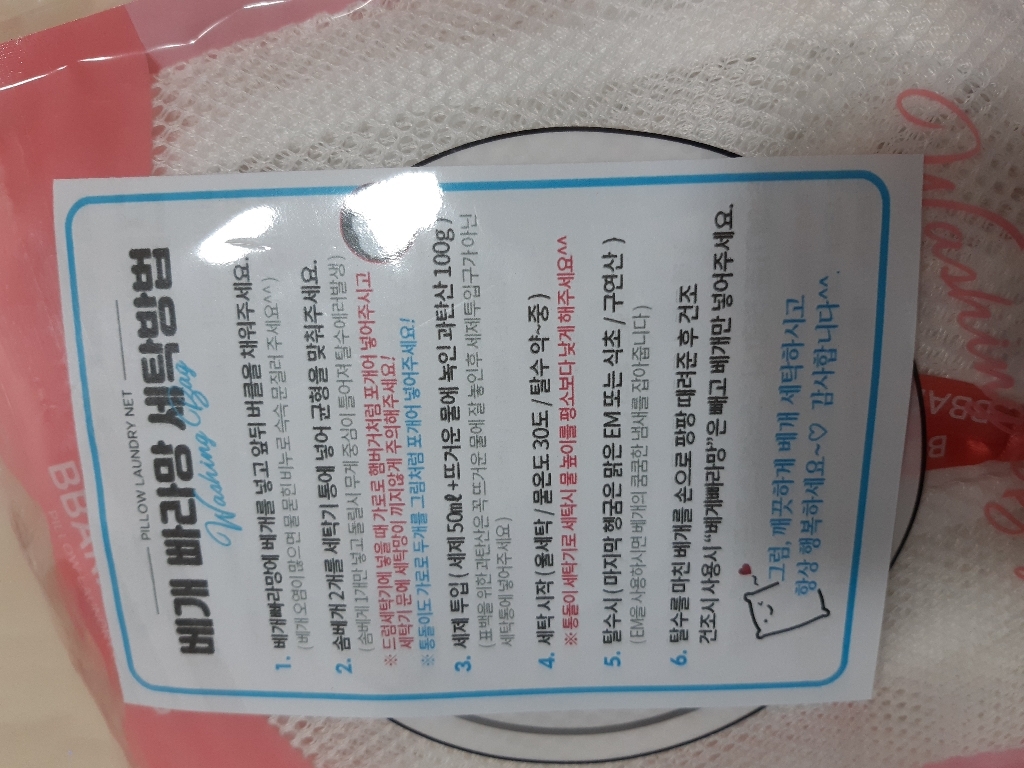 PILLOW LAUNDRY NET
베개 빠라망 세탁방법
Washing Bbag
1. 베개빠라망에 베개를 넣고 앞뒤 버클을 채워주세요.
( 베개 오염이 많으면 물 묻힌 비누로 슥슥 문질러 주세요^^ )
2. 솜베개 2개를 세탁기 통에 넣어 균형을 맞춰주세요.
(솜베게 1개만 넣고 돌릴시 무게 중심이 틀어져 탈수에러발생)
※ 드럼세탁기에 넣을 때 가로로 햄버거처럼 포개어 넣어주시고
세탁기 문에 세탁망이 끼지않게 주의해주세요!
※ 통돌이도 가로로 두개를 그림처럼 포개어 넣어주세요!
3. 세제 투입 ( 세제 50㎖ +뜨거운 물에 녹인 과탄산 100g )
( 표백을 위한 과탄산은 꼭 뜨거운 물에 잘 녹인후 세제투입구가 아닌
세탁통에 넣어주세요)
4. 세탁 시작 ( 울세탁 / 물온도 30도 / 탈수 약~중 )
※통돌이 세탁기로 세탁시 물 높이를 평소보다 낮게 해주세요^^
5. 탈수시 ( 마지막 헹굼은 맑은 EM 또는 식초 / 구연산 )
(EM을 사용하시면 베개의 쿰쿰한 냄새를 잡아줍니다)
6. 탈수를 마친 베개를 손으로 팡팡 때려준 후 건조
건조시 사용시 “베개빠라망”은 빼고 베개만 넣어주세요.
그럼, 깨끗하게 베개 세탁하시고
항상 행복하세요~♡ 감사합니다^^
Washing